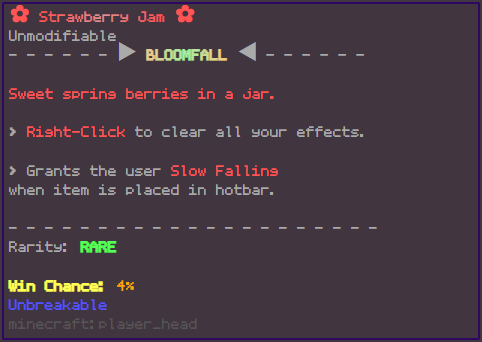 ✿ Strawberry Jam ✿
Unmodifiable
- - - - - - ▶ BLOOMFALL ◀ - - - - - -
Sweet spring berries in a jar.
> Right-Click to clear all your effects.
> Grants the user Slow Falling
when item is placed in hotbar.
- - - - - - - - - - - - - - - - - - - - - -
Rarity: RARE
Win Chance: 4%
Unbreakable
minecraft:player_head